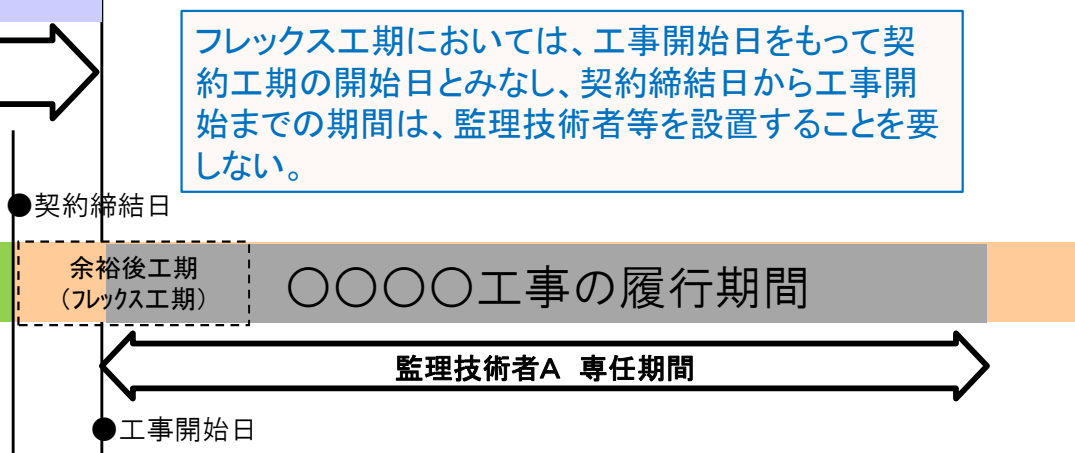 フレックス工期においては、工事開始日をもって契
約工期の開始日とみなし、契約締結日から工事開
始までの期間は、監理技術者等を設置することを要
しない。
●契約締結日
余裕後工期
（フレックス工期）
〇〇〇〇工事の履行期間
監理技術者A 専任期間
●工事開始日